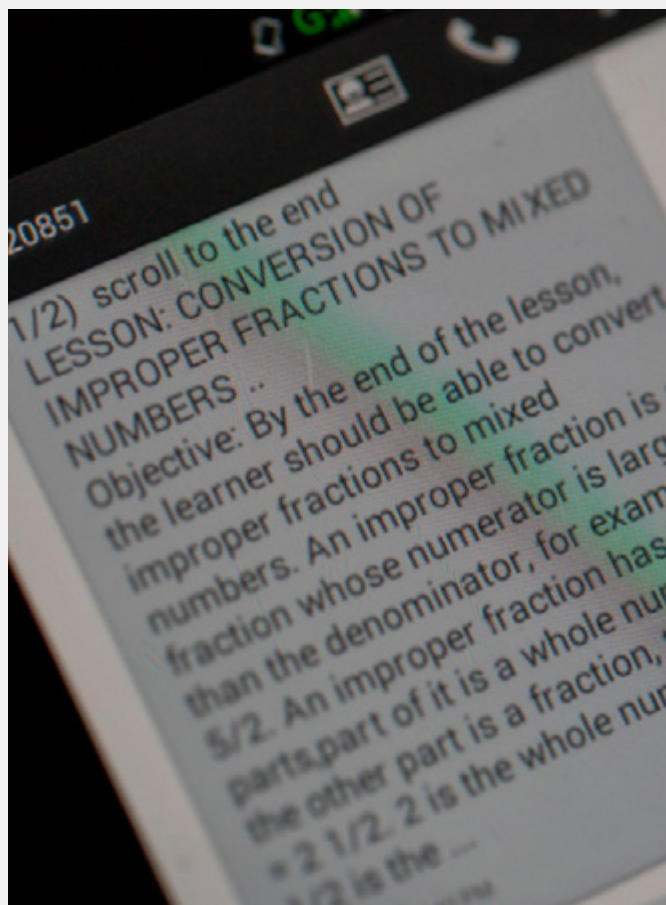 20851
1/2) scroll to the end
LESSON: CONVERSION OF
IMPROPER FRACTIONS TO MIXED
NUMBERS ..
Objective: By the end of the lesson,
the learner should be able to convert
improper fractions to mixed
numbers. An improper fraction is
fraction whose numerator is larg
than the denominator, for exam
5/2. An improper fraction has
parts,part of it is a whole nu
the other part is a fraction,
= 2 1/2. 2 is the whole nu
1/2 is the ...